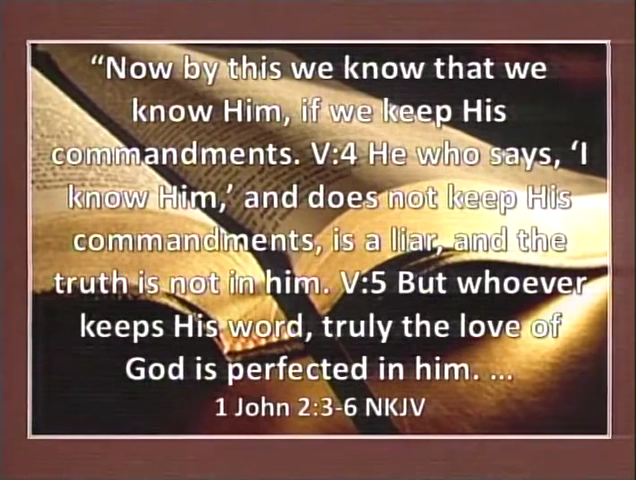 “Now by this we know that we
know Him, if we keep His
commandments. V:4 He who says, ‘I
know Him,’ and does not keep His
commandments, is a liar, and the
truth is not in him. V:5 But whoever
keeps His word, truly the love of
God is perfected in him. ...
1 John 2:3-6 NKJV